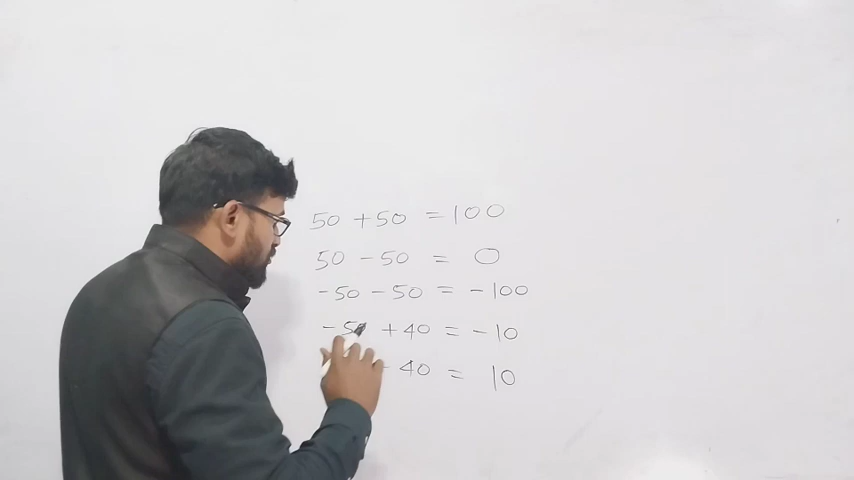 50 + 50 = 100
50 - 50 = 0
- 50 - 50 = - 100
- 50 + 40 = - 10
- 40 = 10